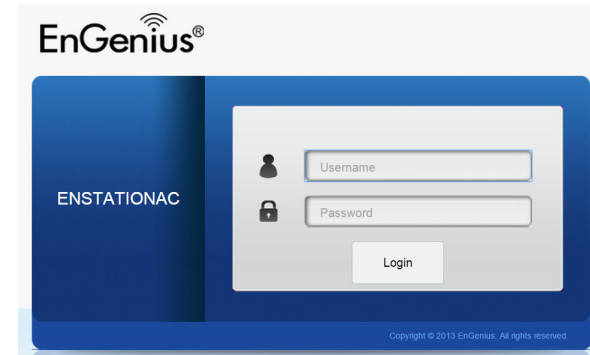 EnGenius®
ENSTATIONAC
Username
Password
Login
Copyright © 2013 EnGenius. All rights reserved.